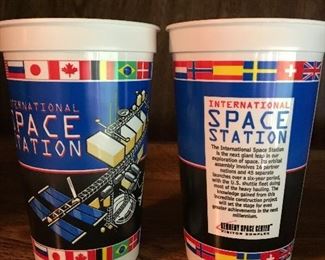 INTERNATIONAL
SPACE
STATION
INTERNATIONAL
SPACE
STATION
The International Space Station
is the next giant leap in our
exploration of space. Its orbital
assembly involves 16 partner
nations and 45 separate
launches over a six-year period,
with the U.S. shuttle fleet doing
most of the heavy hauling. The
knowledge gained from this
incredible construction project
will set the stage for even
greater achievements in the next
millennium.
KENNEDY SPACE CENTER
VISITOR COMPLEX